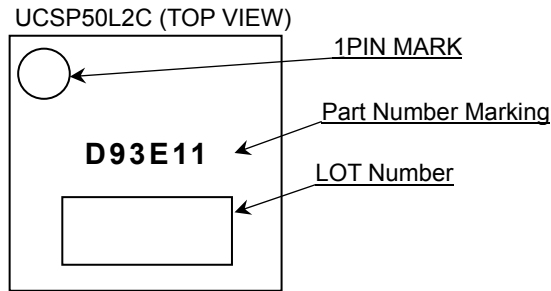 UCSP50L2C (TOP VIEW)
1PIN MARK
Part Number Marking
D93E11
LOT Number